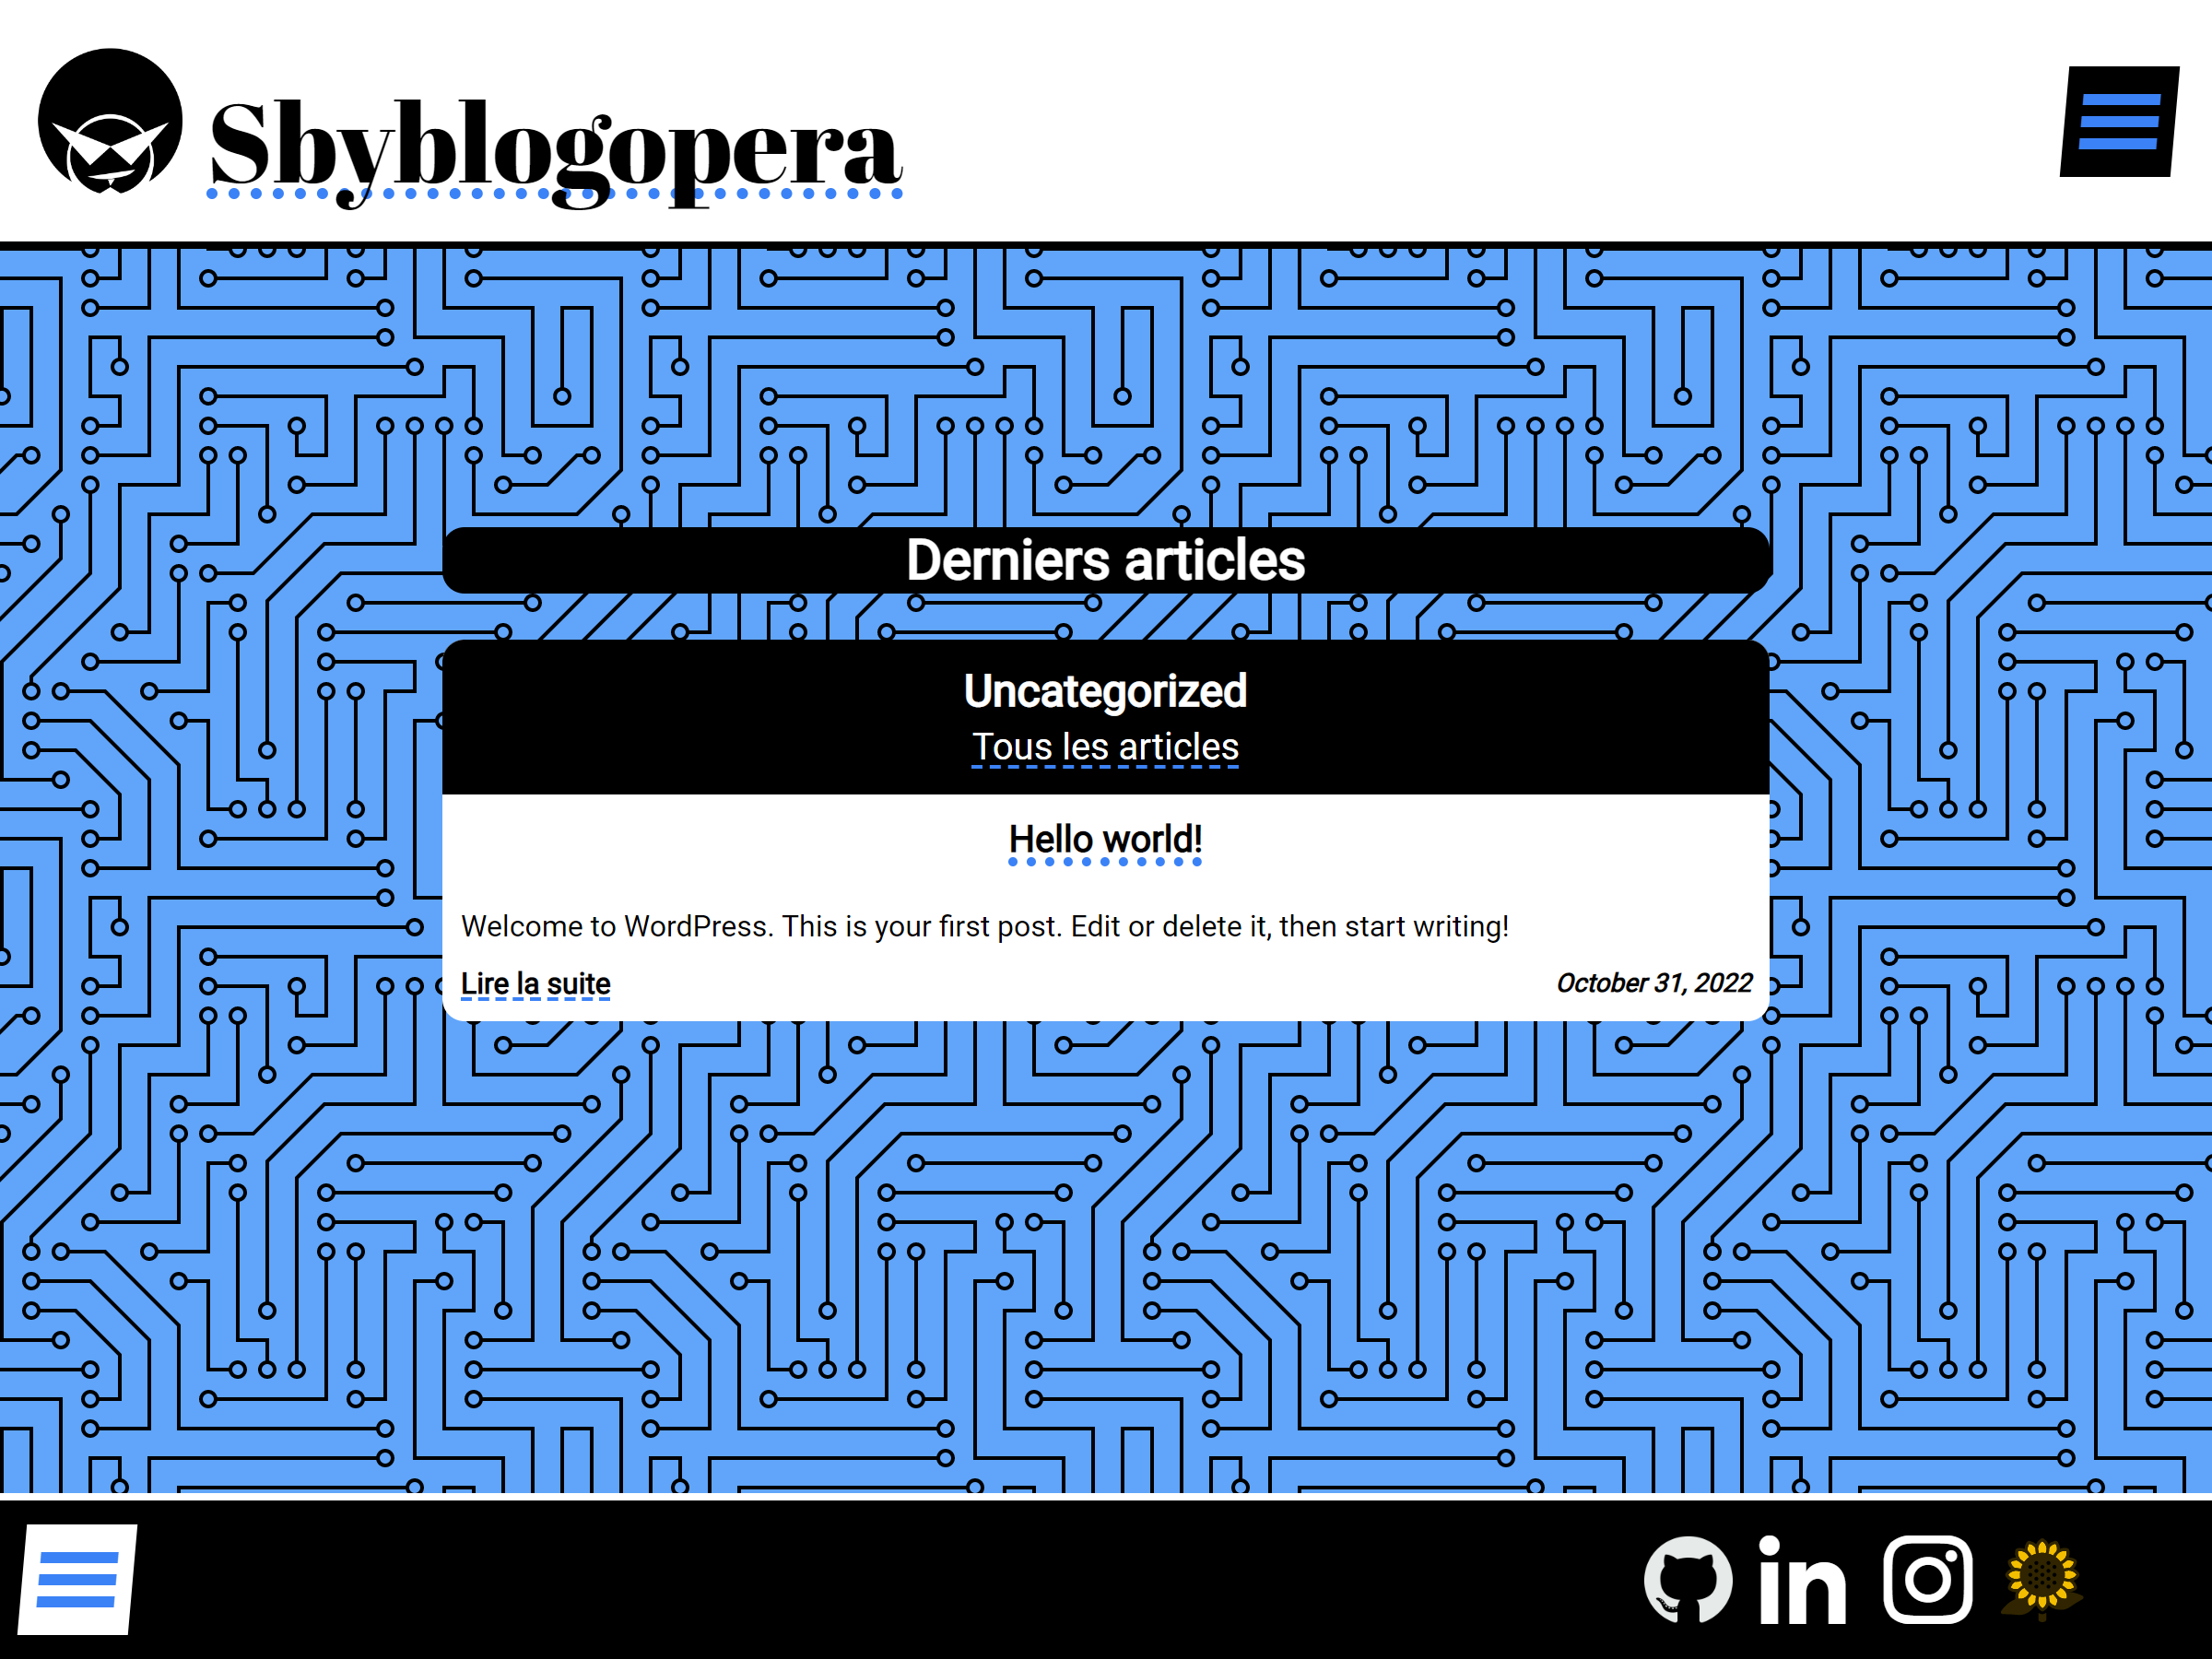 Sbyblogopera
Derniers articles
Uncategorized
Tous les articles
Hello world!
Welcome to WordPress. This is your first post. Edit or delete it, then start writing!
Lire la suite
October 31, 2022
in